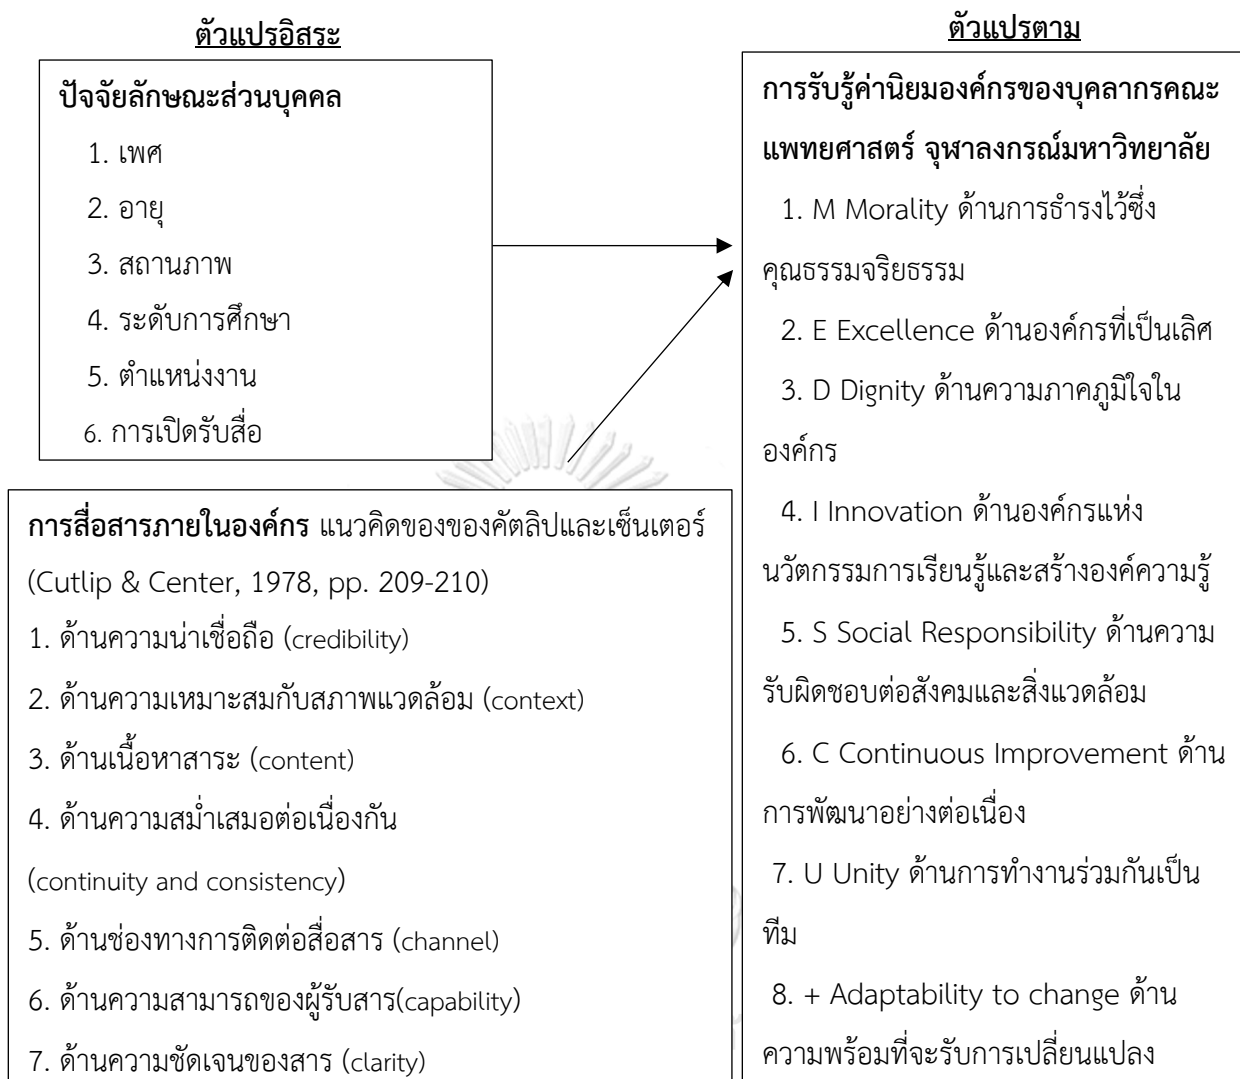 ตัวแปรอิสระ
ปัจจัยลักษณะส่วนบุคคล
1. เพศ
2. อายุ
3. สถานภาพ
4. ระดับการศึกษา
5. ตำแหน่งงาน
6. การเปิดรับสื่อ
การสื่อสารภายในองค์กร แนวคิดของของคัตลิปและเซ็นเตอร์
(Cutlip & Center, 1978, pp. 209-210)
1. ด้านความน่าเชื่อถือ (credibility)
2. ด้านความเหมาะสมกับสภาพแวดล้อม (context)
3. ด้านเนื้อหาสาระ (content)
4. ด้านความสม่ำเสมอต่อเนื่องกัน
(continuity and consistency)
5. ด้านช่องทางการติดต่อสื่อสาร (channel)
6. ด้านความสามารถของผู้รับสาร(capability)
7. ด้านความชัดเจนของสาร (clarity)
ตัวแปรตาม
การรับรู้ค่านิยมองค์กรของบุคลากรคณะ
แพทยศาสตร์ จุฬาลงกรณ์มหาวิทยาลัย
1. M Morality ด้านการธำรงไว้ซึ่ง
คุณธรรมจริยธรรม
2. E Excellence ด้านองค์กรที่เป็นเลิศ
3. D Dignity ด้านความภาคภูมิใจใน
องค์กร
4. I Innovation ด้านองค์กรแห่ง
นวัตกรรมการเรียนรู้และสร้างองค์ความรู้
5. S Social Responsibility ด้านความ
รับผิดชอบต่อสังคมและสิ่งแวดล้อม
6. C Continuous Improvement ด้าน
การพัฒนาอย่างต่อเนื่อง
7. U Unity ด้านการทำงานร่วมกันเป็น
ทีม
8. + Adaptability to change ด้าน
ความพร้อมที่จะรับการเปลี่ยนแปลง